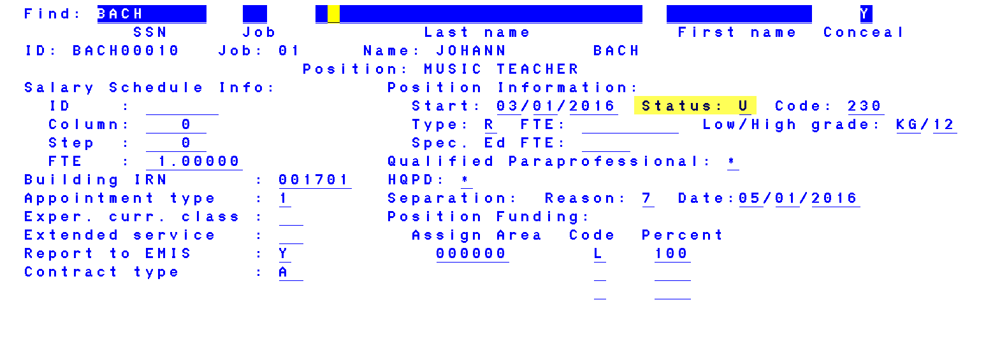 Find: BACH Y
SSN Job Last name First name Conceal
ID: BACH00010 Job: 01 Name: JOHANN BACH
Position: MUSIC TEACHER
Salary Schedule Info: Position Information:
ID : Start: 03/01/2016 Status: U Code: 230
Column: 0 Type: R FTE: Low/High grade: KG/12
Step : 0 Spec. Ed FTE:
FTE : 1.00000 Qualified Paraprofessional: *
Building IRN : 001701 HQPD: *
Appointment type : 1 Separation: Reason: 7 Date:05/01/2016
Exper. curr. class : Position Funding:
Extended service : Assign Area Code Percent
Report to EMIS : Y 000000 L 100
Contract type : A